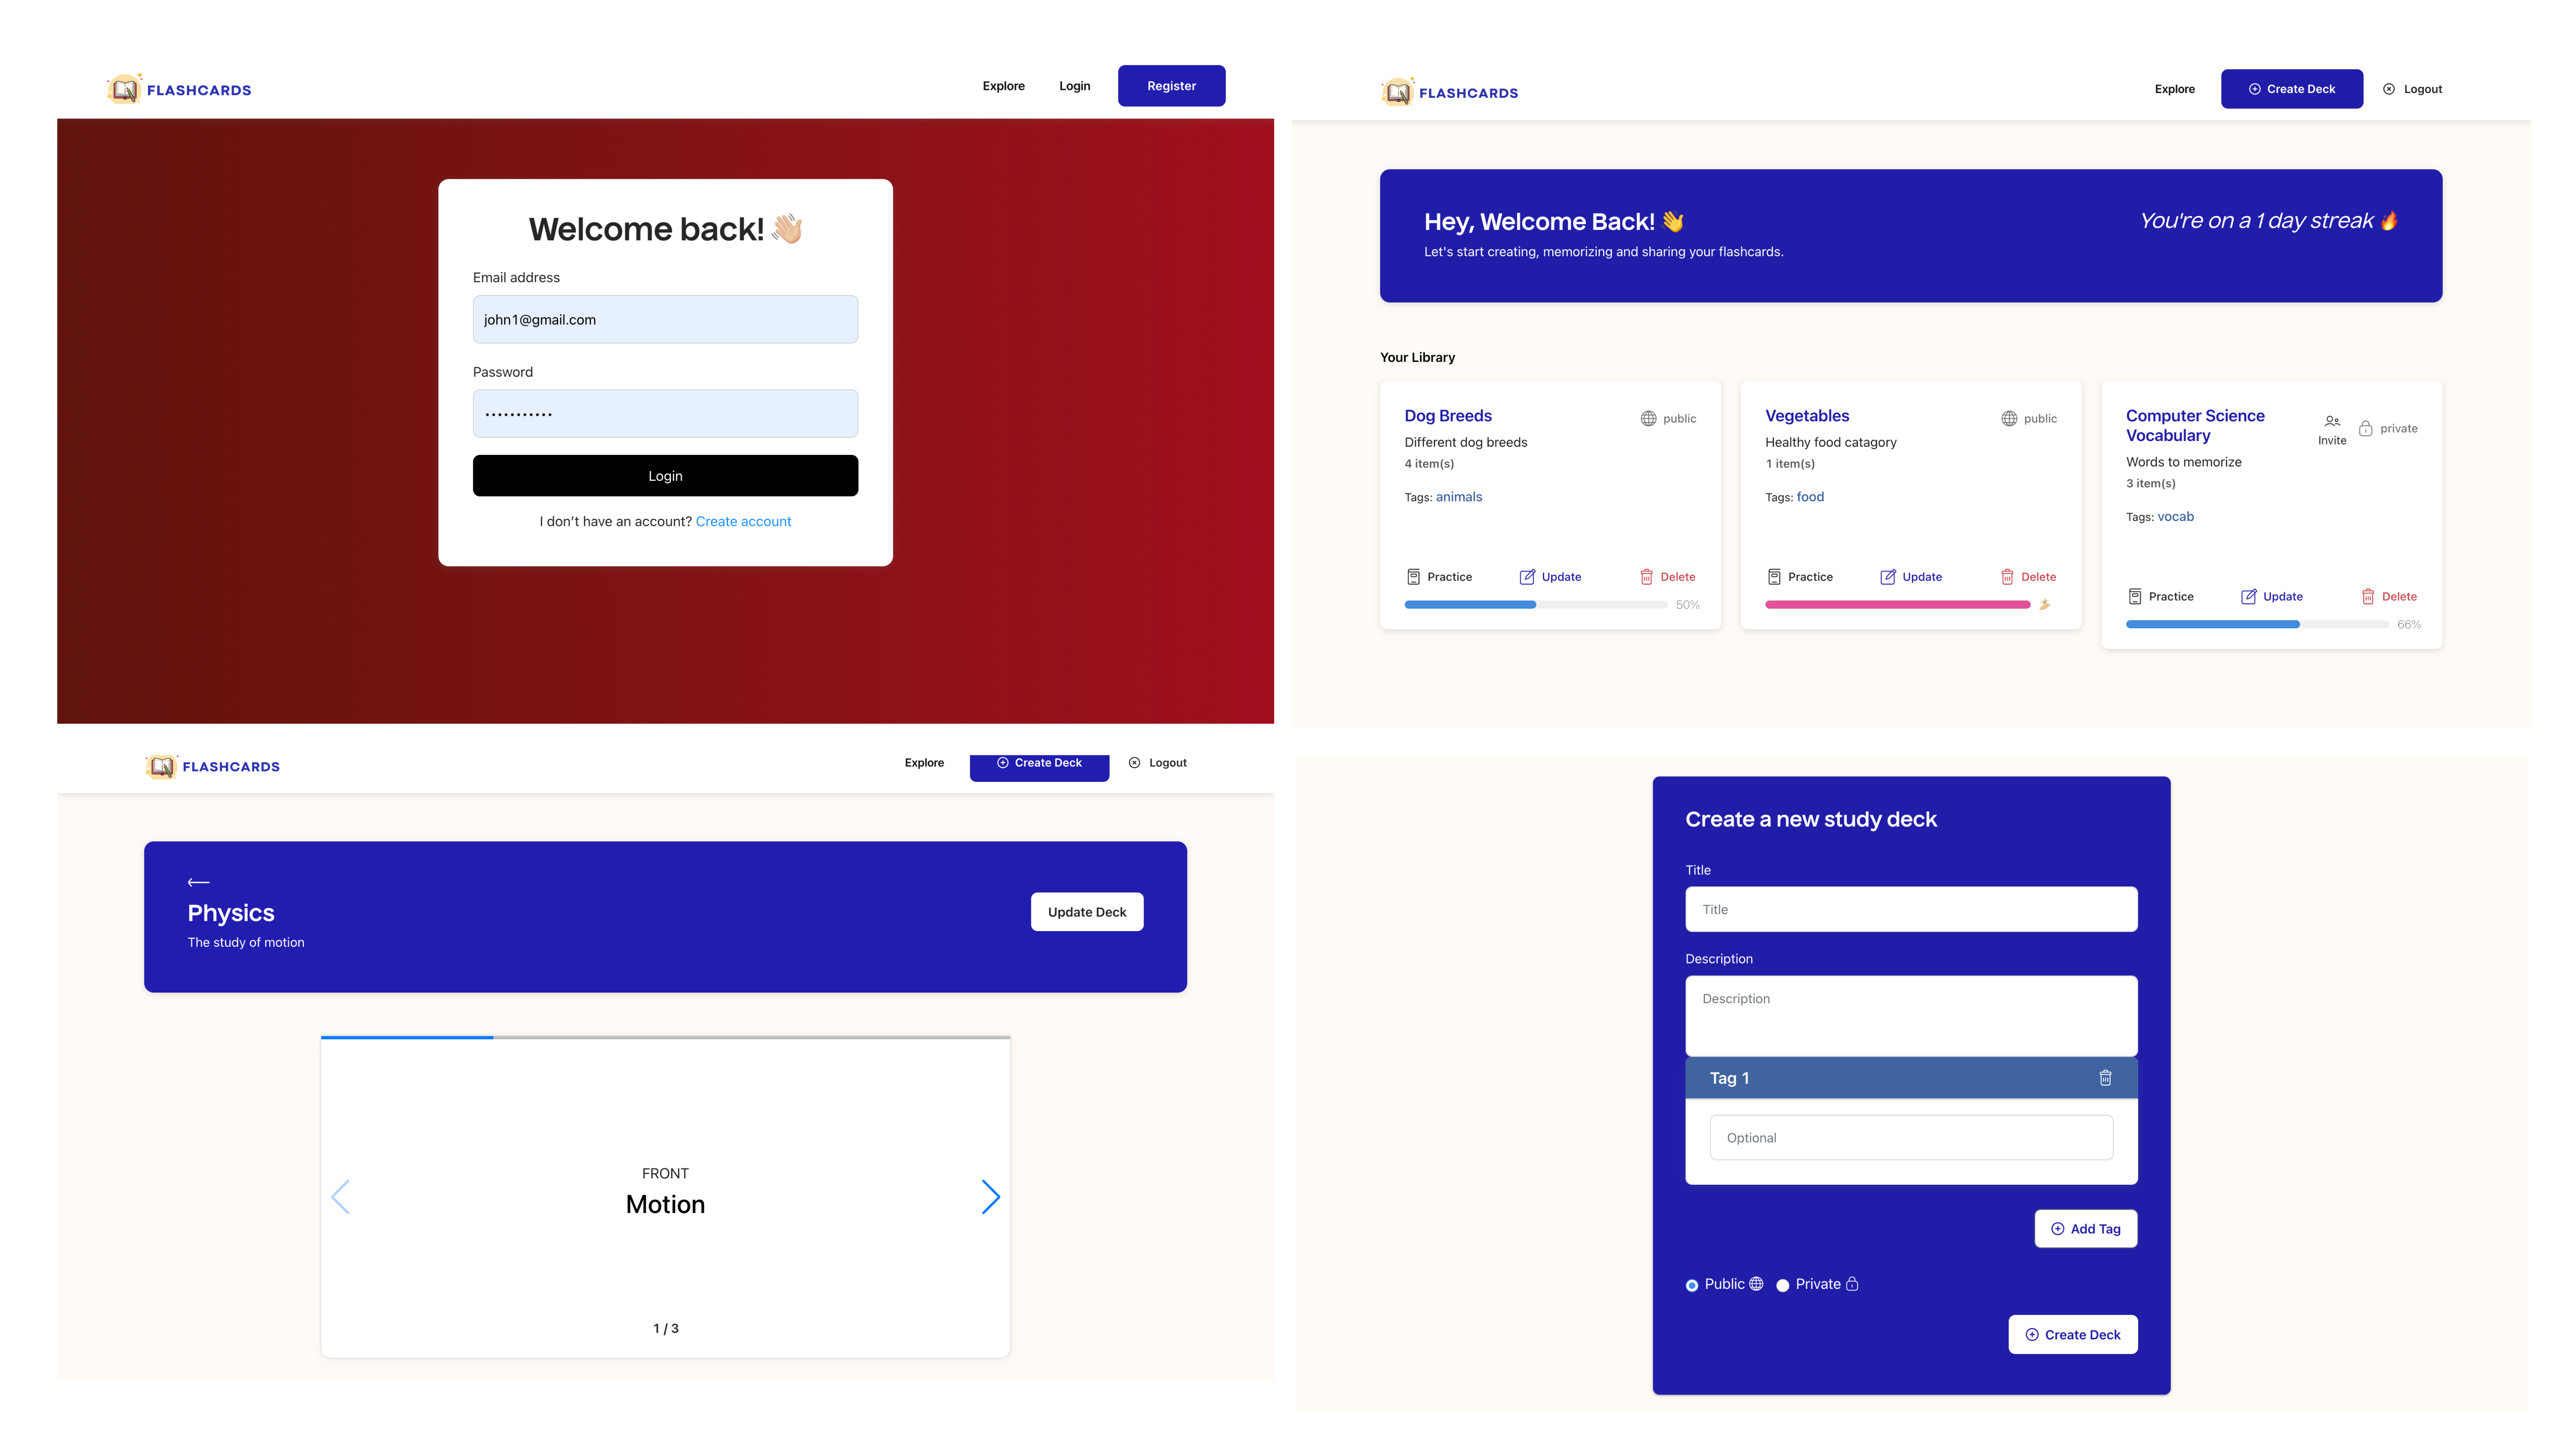 FLASHCARDS
Explore Login Register
Welcome back! 👋🏼
Email address
john1@gmail.com
Password
•••••••••••
Login
I don't have an account? Create account
FLASHCARDS
Explore Create Deck Logout
Hey, Welcome Back! 👋
You're on a 1 day streak 🔥
Let's start creating, memorizing and sharing your flashcards.
Your Library
Dog Breeds
public
Different dog breeds
4 item(s)
Tags: animals
Practice Update Delete
50%
Vegetables
public
Healthy food catagory
1 item(s)
Tags: food
Practice Update Delete
Computer Science
Vocabulary
Invite
private
Words to memorize
3 item(s)
Tags: vocab
Practice Update Delete
66%
FLASHCARDS
Explore Create Deck Logout
Physics
The study of motion
Update Deck
FRONT
Motion
1 / 3
Create a new study deck
Title
Title
Description
Description
Tag 1
Optional
Add Tag
Public Private
Create Deck